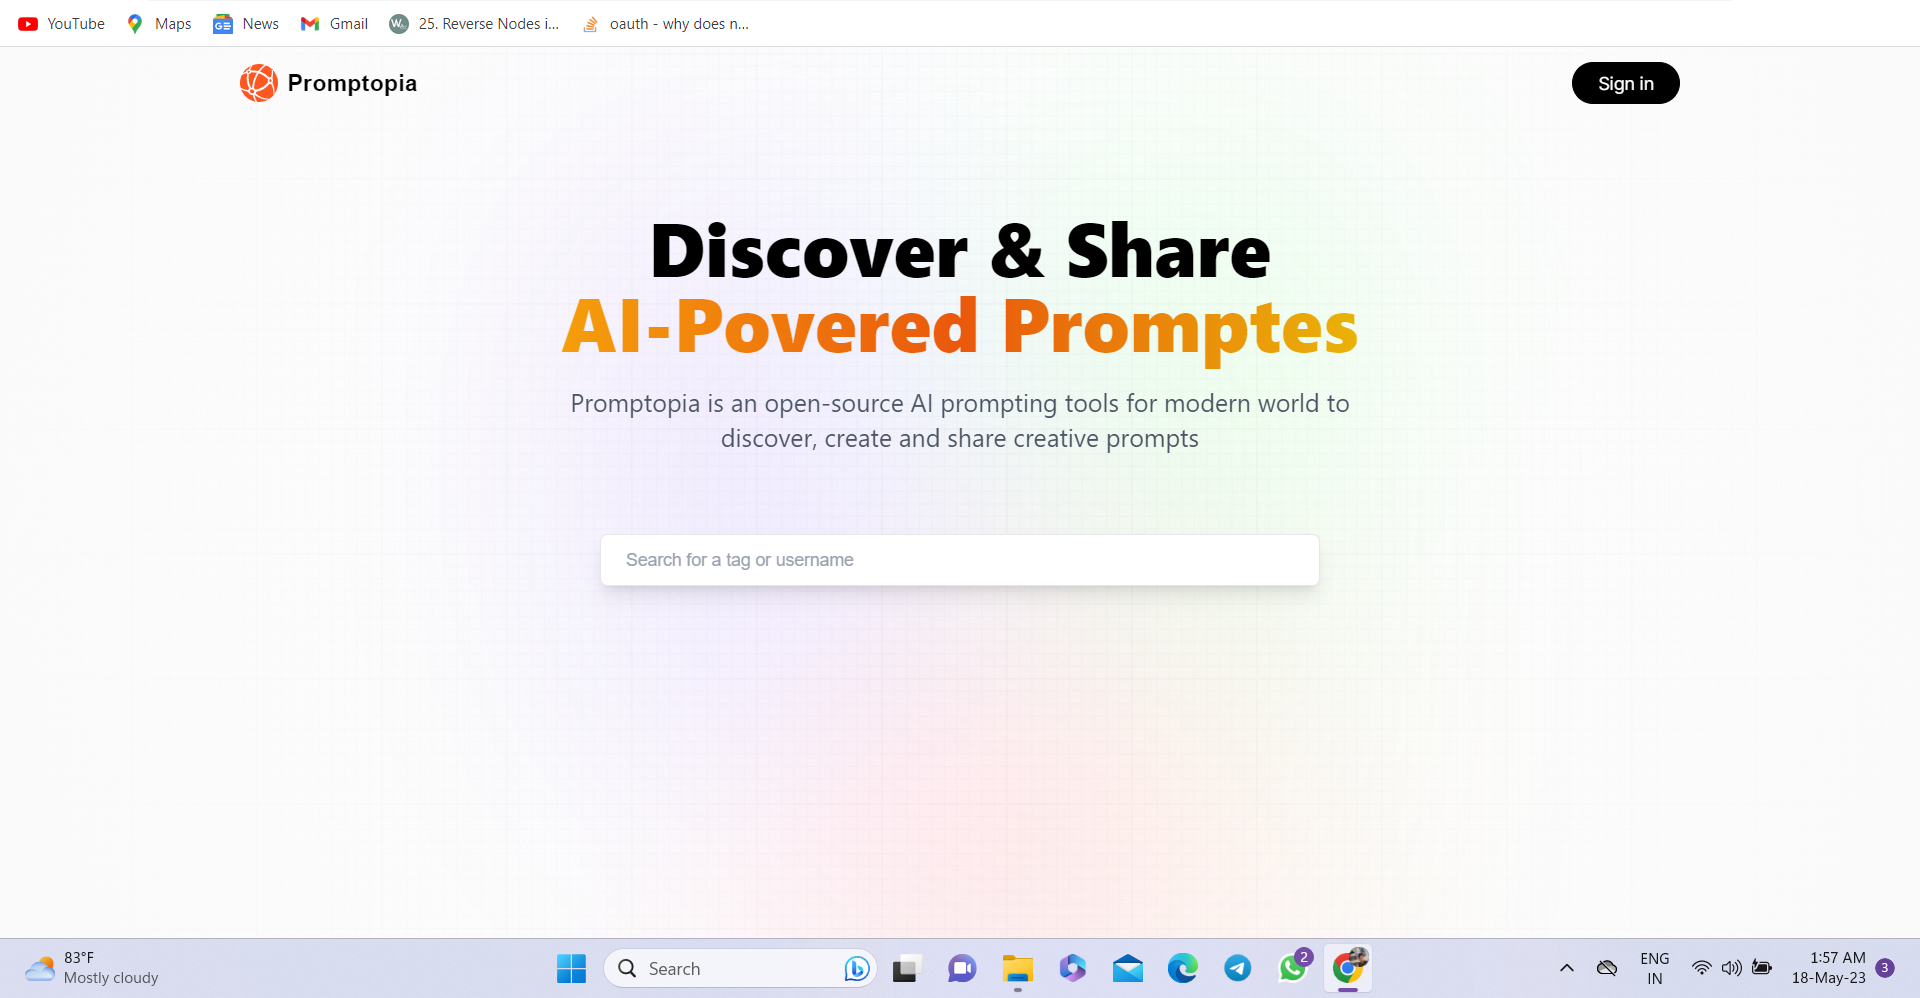 YouTube
Maps
News
Gmail
25. Reverse Nodes i...
oauth - why does n...
Promptopia
Sign in
Discover & Share
AI-Povered Promptes
Promptopia is an open-source AI prompting tools for modern world to
discover, create and share creative prompts
Search for a tag or username
83°F
Mostly cloudy
Search
2
ENG
IN
1:57 AM
18-May-23
3